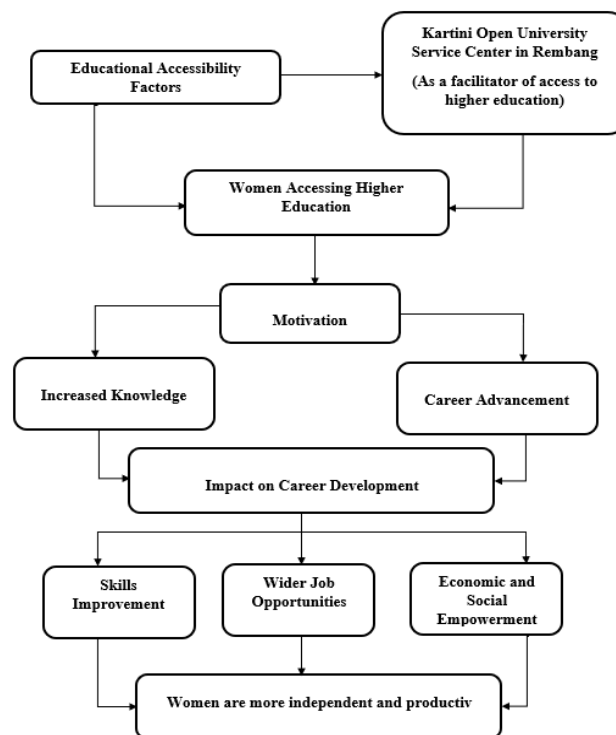 Kartini Open University
Service Center in Rembang
(As a facilitator of access to
higher education)
Educational Accessibility
Factors
Women Accessing Higher
Education
Motivation
Increased Knowledge
Career Advancement
Impact on Career Development
Skills
Improvement
Wider Job
Opportunities
Economic and
Social
Empowerment
Women are more independent and productiv